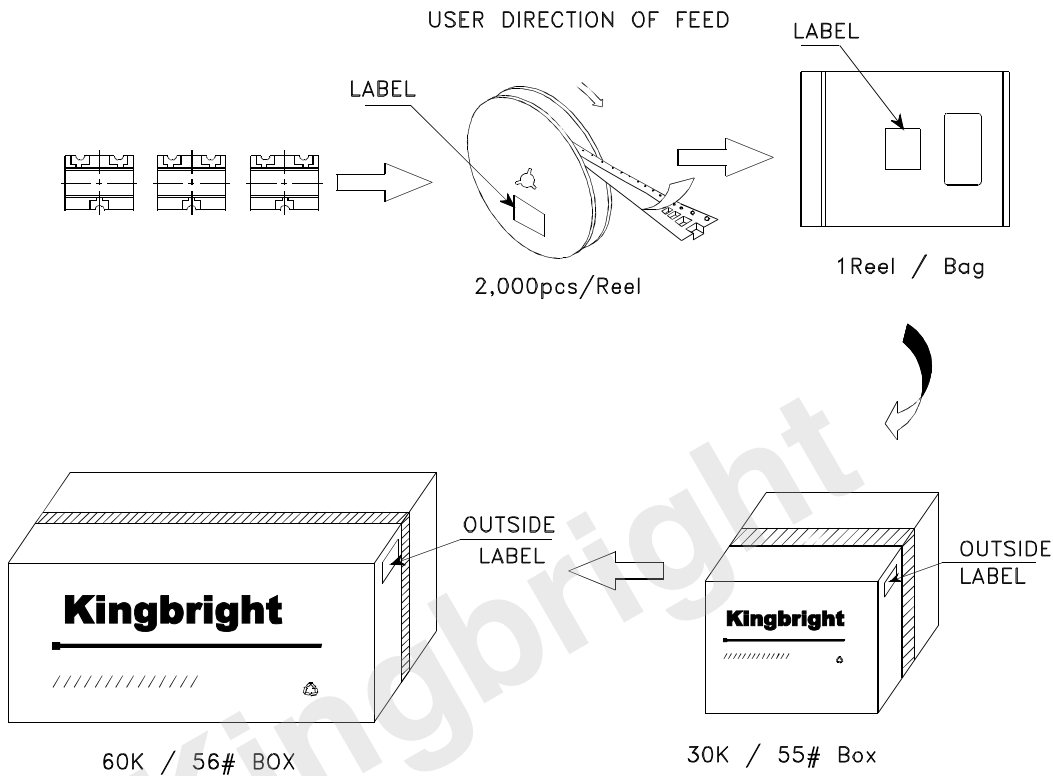 USER DIRECTION OF FEED
LABEL
LABEL
2,000pcs/Reel
1Reel / Bag
OUTSIDE
LABEL
OUTSIDE
LABEL
Kingbright
Kingbright
60K / 56# BOX
30K / 55# Box
Kingbright